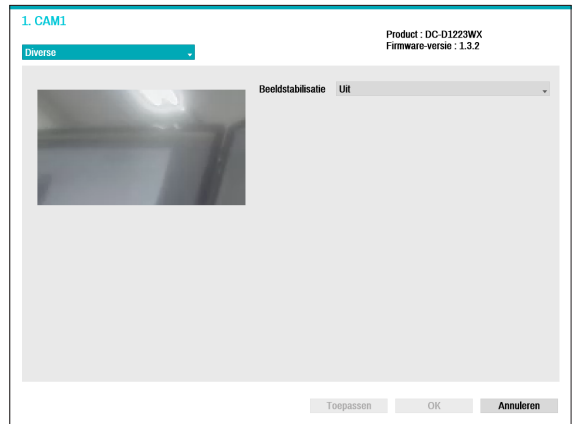 1. CAM1
Product : DC-D1223WX
Firmware-versie : 1.3.2
Diverse
Beeldstabilisatie Uit
Toepassen OK Annuleren